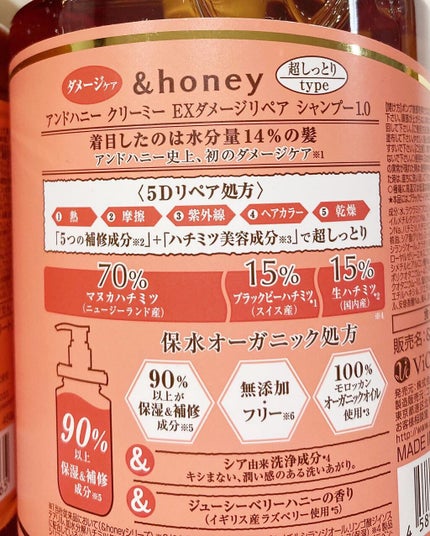 ダメージケア
&honey
超しっとり
type
アンドハニー クリーミー EXダメージリペア シャンプー1.0
着目したのは水分量14%の髪
アンドハニー史上、初のダメージケア※1
〈5Dリペア処方〉
1 熱 2 摩擦 3 紫外線 4 ヘアカラー 5 乾燥
「5つの補修成分※2」+「ハチミツ美容成分※3」で超しっとり
70%
マヌカハチミツ
(ニュージーランド産)
15%
ブラックビーハチミツ*1
(スイス産)
15%
生ハチミツ*2
(国内産)
※4
保水オーガニック処方
90%
以上が
保湿&補修
成分※5
無添加
・
フリー※6
100%
モロッカン
オーガニックオイル
使用*3
90%
以上
保湿&補修
成分※5
&
シア由来洗浄成分*4
キシまない、潤い感のある洗いあがり。
&
ジューシーベリーハニーの香り
(イギリス産ラズベリー使用*5)
販売名:
ViC
MADE